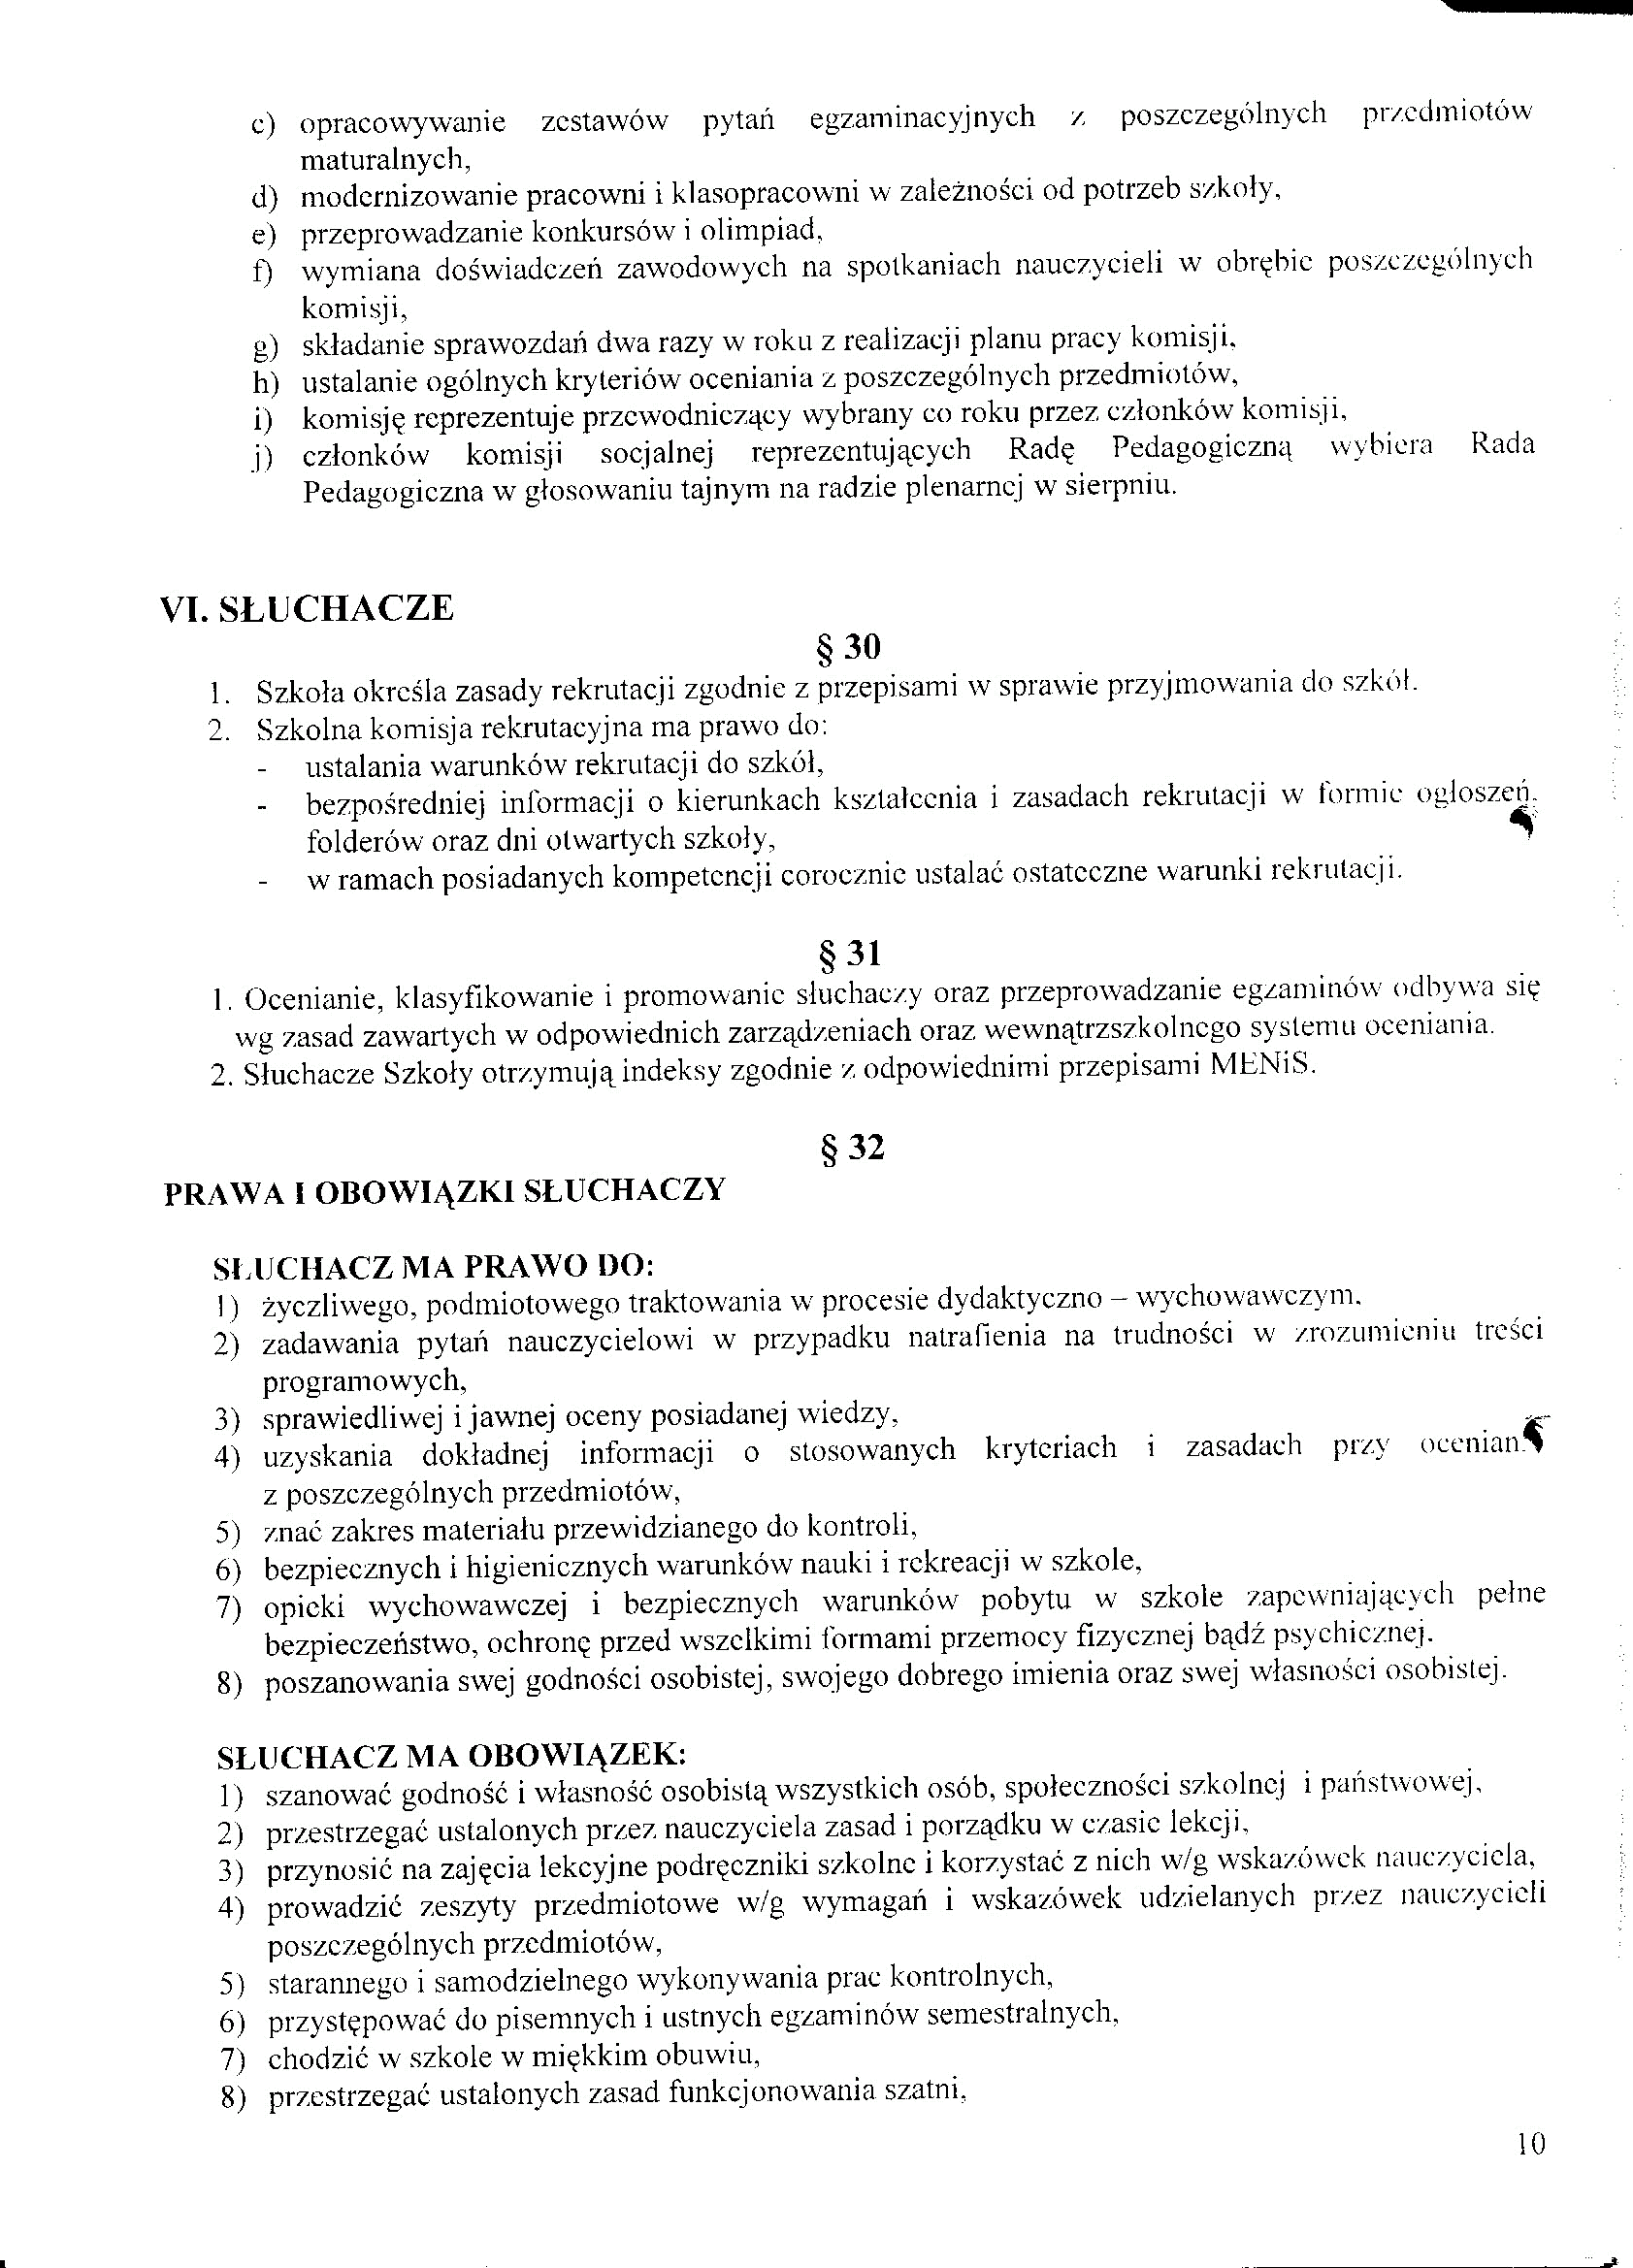 c) opracowywanie zestawów pytań egzaminacyjnych z poszczególnych przedmiotów
maturalnych,
d) modernizowanie pracowni i klasopracowni w zależności od potrzeb szkoły,
e) przeprowadzanie konkursów i olimpiad,
f) wymiana doświadczeń zawodowych na spotkaniach nauczycieli w obrębie poszczególnych
komisji,
g) składanie sprawozdań dwa razy w roku z realizacji planu pracy komisji,
h) ustalanie ogólnych kryteriów oceniania z poszczególnych przedmiotów,
i) komisję reprezentuje przewodniczący wybrany co roku przez członków komisji,
j) członków komisji socjalnej reprezentujących Radę Pedagogiczną wybiera Rada
Pedagogiczna w głosowaniu tajnym na radzie plenarnej w sierpniu.
VI. SŁUCHACZE
§ 30
1. Szkoła określa zasady rekrutacji zgodnie z przepisami w sprawie przyjmowania do szkół.
2. Szkolna komisja rekrutacyjna ma prawo do:
- ustalania warunków rekrutacji do szkół,
- bezpośredniej informacji o kierunkach kształcenia i zasadach rekrutacji w formie ogłoszeń,
folderów oraz dni otwartych szkoły,
- w ramach posiadanych kompetencji corocznie ustalać ostateczne warunki rekrutacji.
§ 31
1. Ocenianie, klasyfikowanie i promowanie słuchaczy oraz przeprowadzanie egzaminów odbywa się
wg zasad zawartych w odpowiednich zarządzeniach oraz wewnątrzszkolnego systemu oceniania.
2. Słuchacze Szkoły otrzymują indeksy zgodnie z odpowiednimi przepisami MENiS.
§ 32
PRAWA I OBOWIĄZKI SŁUCHACZY
SŁUCHACZ MA PRAWO DO:
1) życzliwego, podmiotowego traktowania w procesie dydaktyczno – wychowawczym.
2) zadawania pytań nauczycielowi w przypadku natrafienia na trudności w zrozumieniu treści
programowych,
3) sprawiedliwej i jawnej oceny posiadanej wiedzy,
4) uzyskania dokładnej informacji o stosowanych kryteriach i zasadach przy
z poszczególnych przedmiotów,
5) znać zakres materiału przewidzianego do kontroli,
6) bezpiecznych i higienicznych warunków nauki i rekreacji w szkole,
7) opieki wychowawczej i bezpiecznych warunków pobytu w szkole zapewniających pełne
bezpieczeństwo, ochronę przed wszelkimi formami przemocy fizycznej bądź psychicznej.
8) poszanowania swej godności osobistej, swojego dobrego imienia oraz swej własności osobistej.
SŁUCHACZ MA OBOWIĄZEK:
1) szanować godność i własność osobistą wszystkich osób, społeczności szkolnej i państwowej,
2) przestrzegać ustalonych przez nauczyciela zasad i porządku w czasie lekcji,
3) przynosić na zajęcia lekcyjne podręczniki szkolne i korzystać z nich w/g wskazówek nauczyciela,
4) prowadzić zeszyty przedmiotowe w/g wymagań i wskazówek udzielanych przez nauczycieli
poszczególnych przedmiotów,
5) starannego i samodzielnego wykonywania prac kontrolnych,
6) przystępować do pisemnych i ustnych egzaminów semestralnych,
7) chodzić w szkole w miękkim obuwiu,
8) przestrzegać ustalonych zasad funkcjonowania szatni,
10